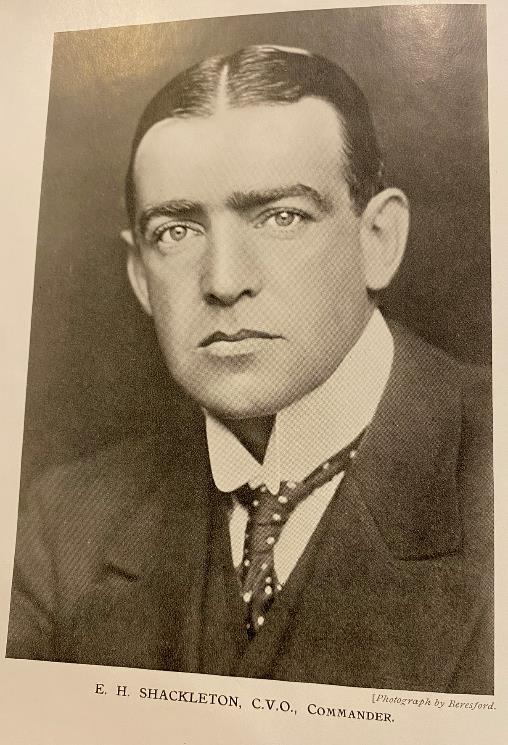 [Photograph by Beresford.
E. H. SHACKLETON, C.V.O., COMMANDER.